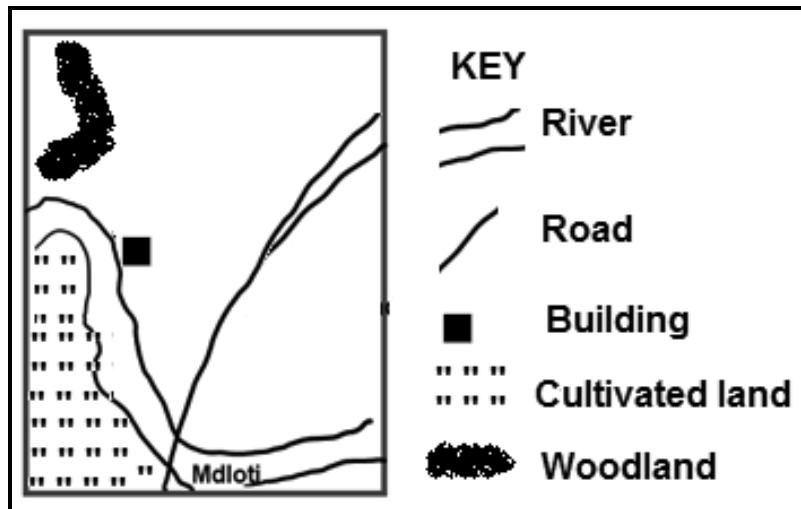 KEY
River
Road
Building
Cultivated land
Woodland
Mdloti